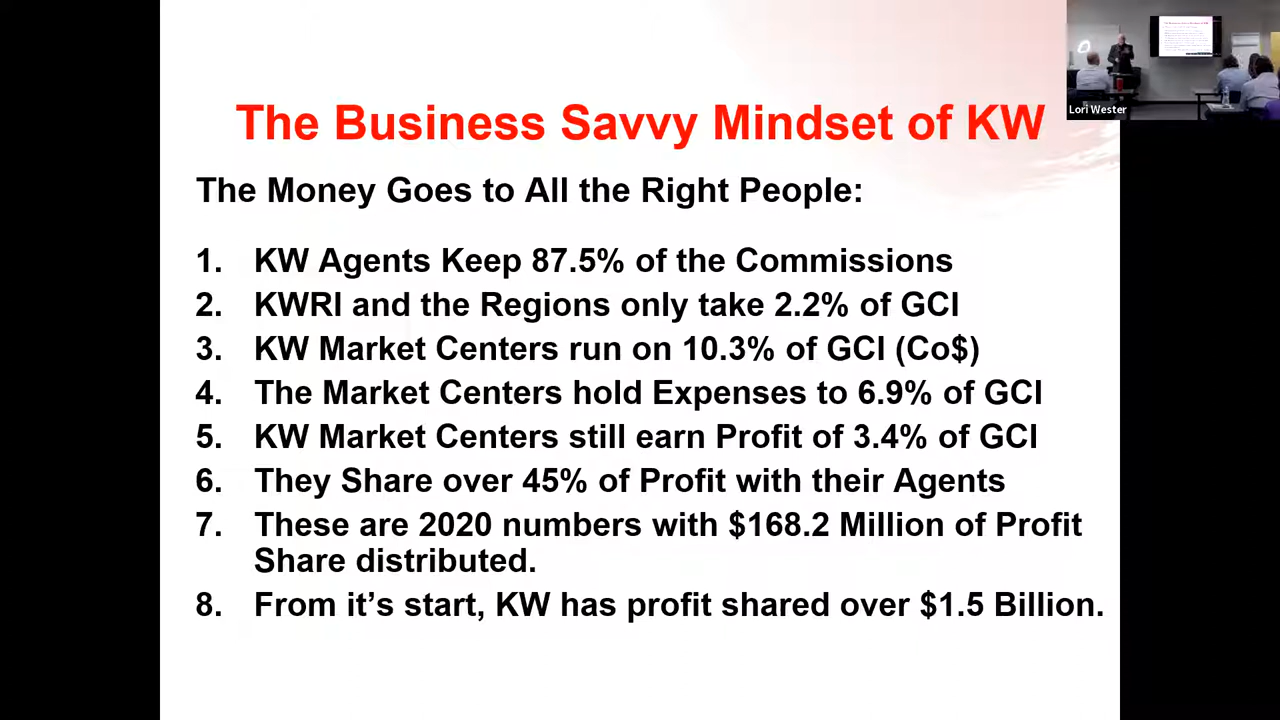 The Business Savvy Mindset of KW
Lori Wester
The Money Goes to All the Right People:
1. KW Agents Keep 87.5% of the Commissions
2. KWRI and the Regions only take 2.2% of GCI
3. KW Market Centers run on 10.3% of GCI (Co$)
4. The Market Centers hold Expenses to 6.9% of GCI
5. KW Market Centers still earn Profit of 3.4% of GCI
6. They Share over 45% of Profit with their Agents
7. These are 2020 numbers with $168.2 Million of Profit
Share distributed.
8. From it’s start, KW has profit shared over $1.5 Billion.